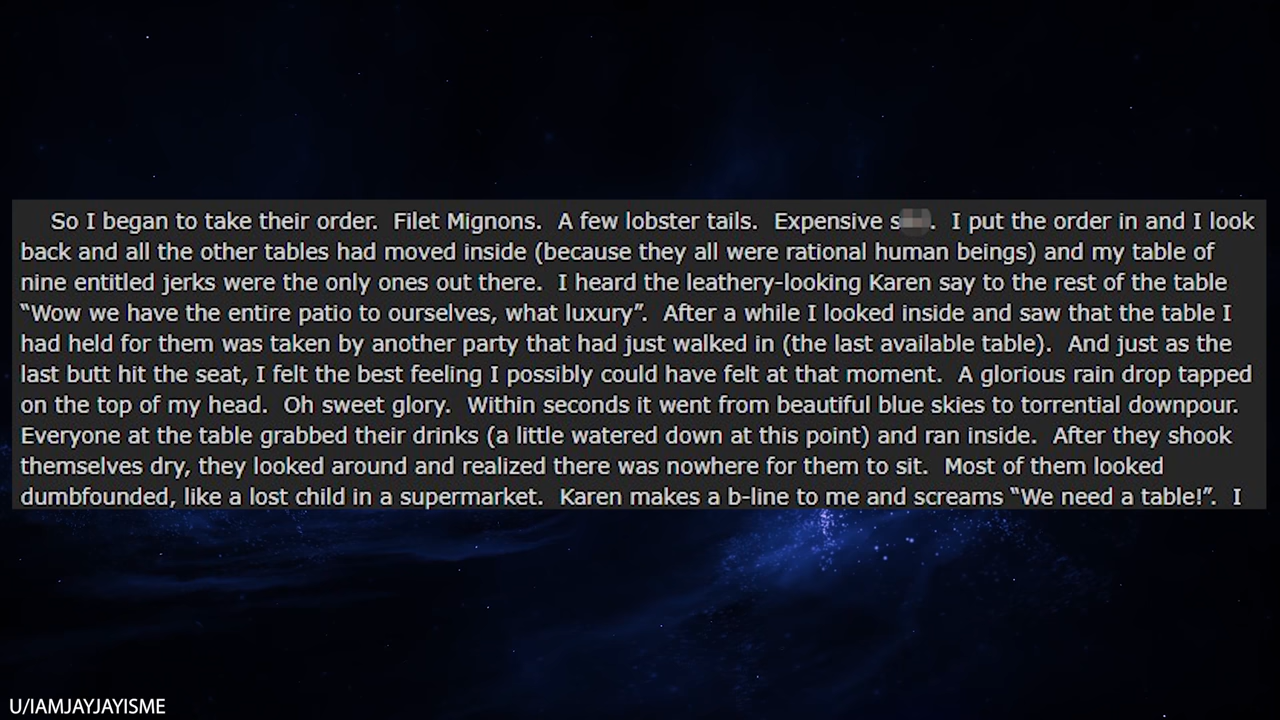 So I began to take their order. Filet Mignons. A few lobster tails. Expensive s. I put the order in and I look
back and all the other tables had moved inside (because they all were rational human beings) and my table of
nine entitled jerks were the only ones out there. I heard the leathery-looking Karen say to the rest of the table
“Wow we have the entire patio to ourselves, what luxury”. After a while I looked inside and saw that the table I
had held for them was taken by another party that had just walked in (the last available table). And just as the
last butt hit the seat, I felt the best feeling I possibly could have felt at that moment. A glorious rain drop tapped
on the top of my head. Oh sweet glory. Within seconds it went from beautiful blue skies to torrential downpour.
Everyone at the table grabbed their drinks (a little watered down at this point) and ran inside. After they shook
themselves dry, they looked around and realized there was nowhere for them to sit. Most of them looked
dumbfounded, like a lost child in a supermarket. Karen makes a b-line to me and screams “We need a table!”. I
U/IAMJAYJAYISME